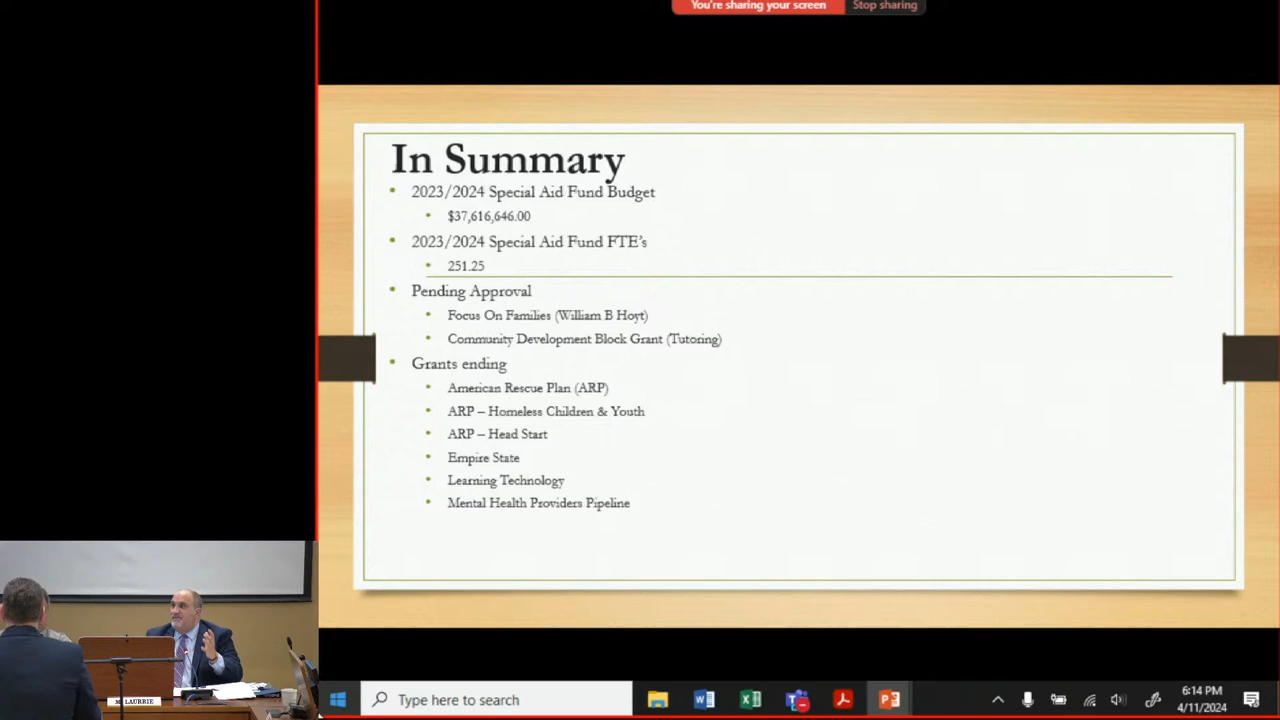 You're sharing your screen
Stop sharing
In Summary
• 2023/2024 Special Aid Fund Budget
• $37,616,646.00
• 2023/2024 Special Aid Fund FTE's
• 251.25
• Pending Approval
• Focus On Families (William B Hoyt)
• Community Development Block Grant (Tutoring)
• Grants ending
• American Rescue Plan (ARP)
• ARP – Homeless Children & Youth
• ARP – Head Start
• Empire State
• Learning Technology
• Mental Health Providers Pipeline
LAURRIE
Type here to search
6:14 PM
4/11/2024